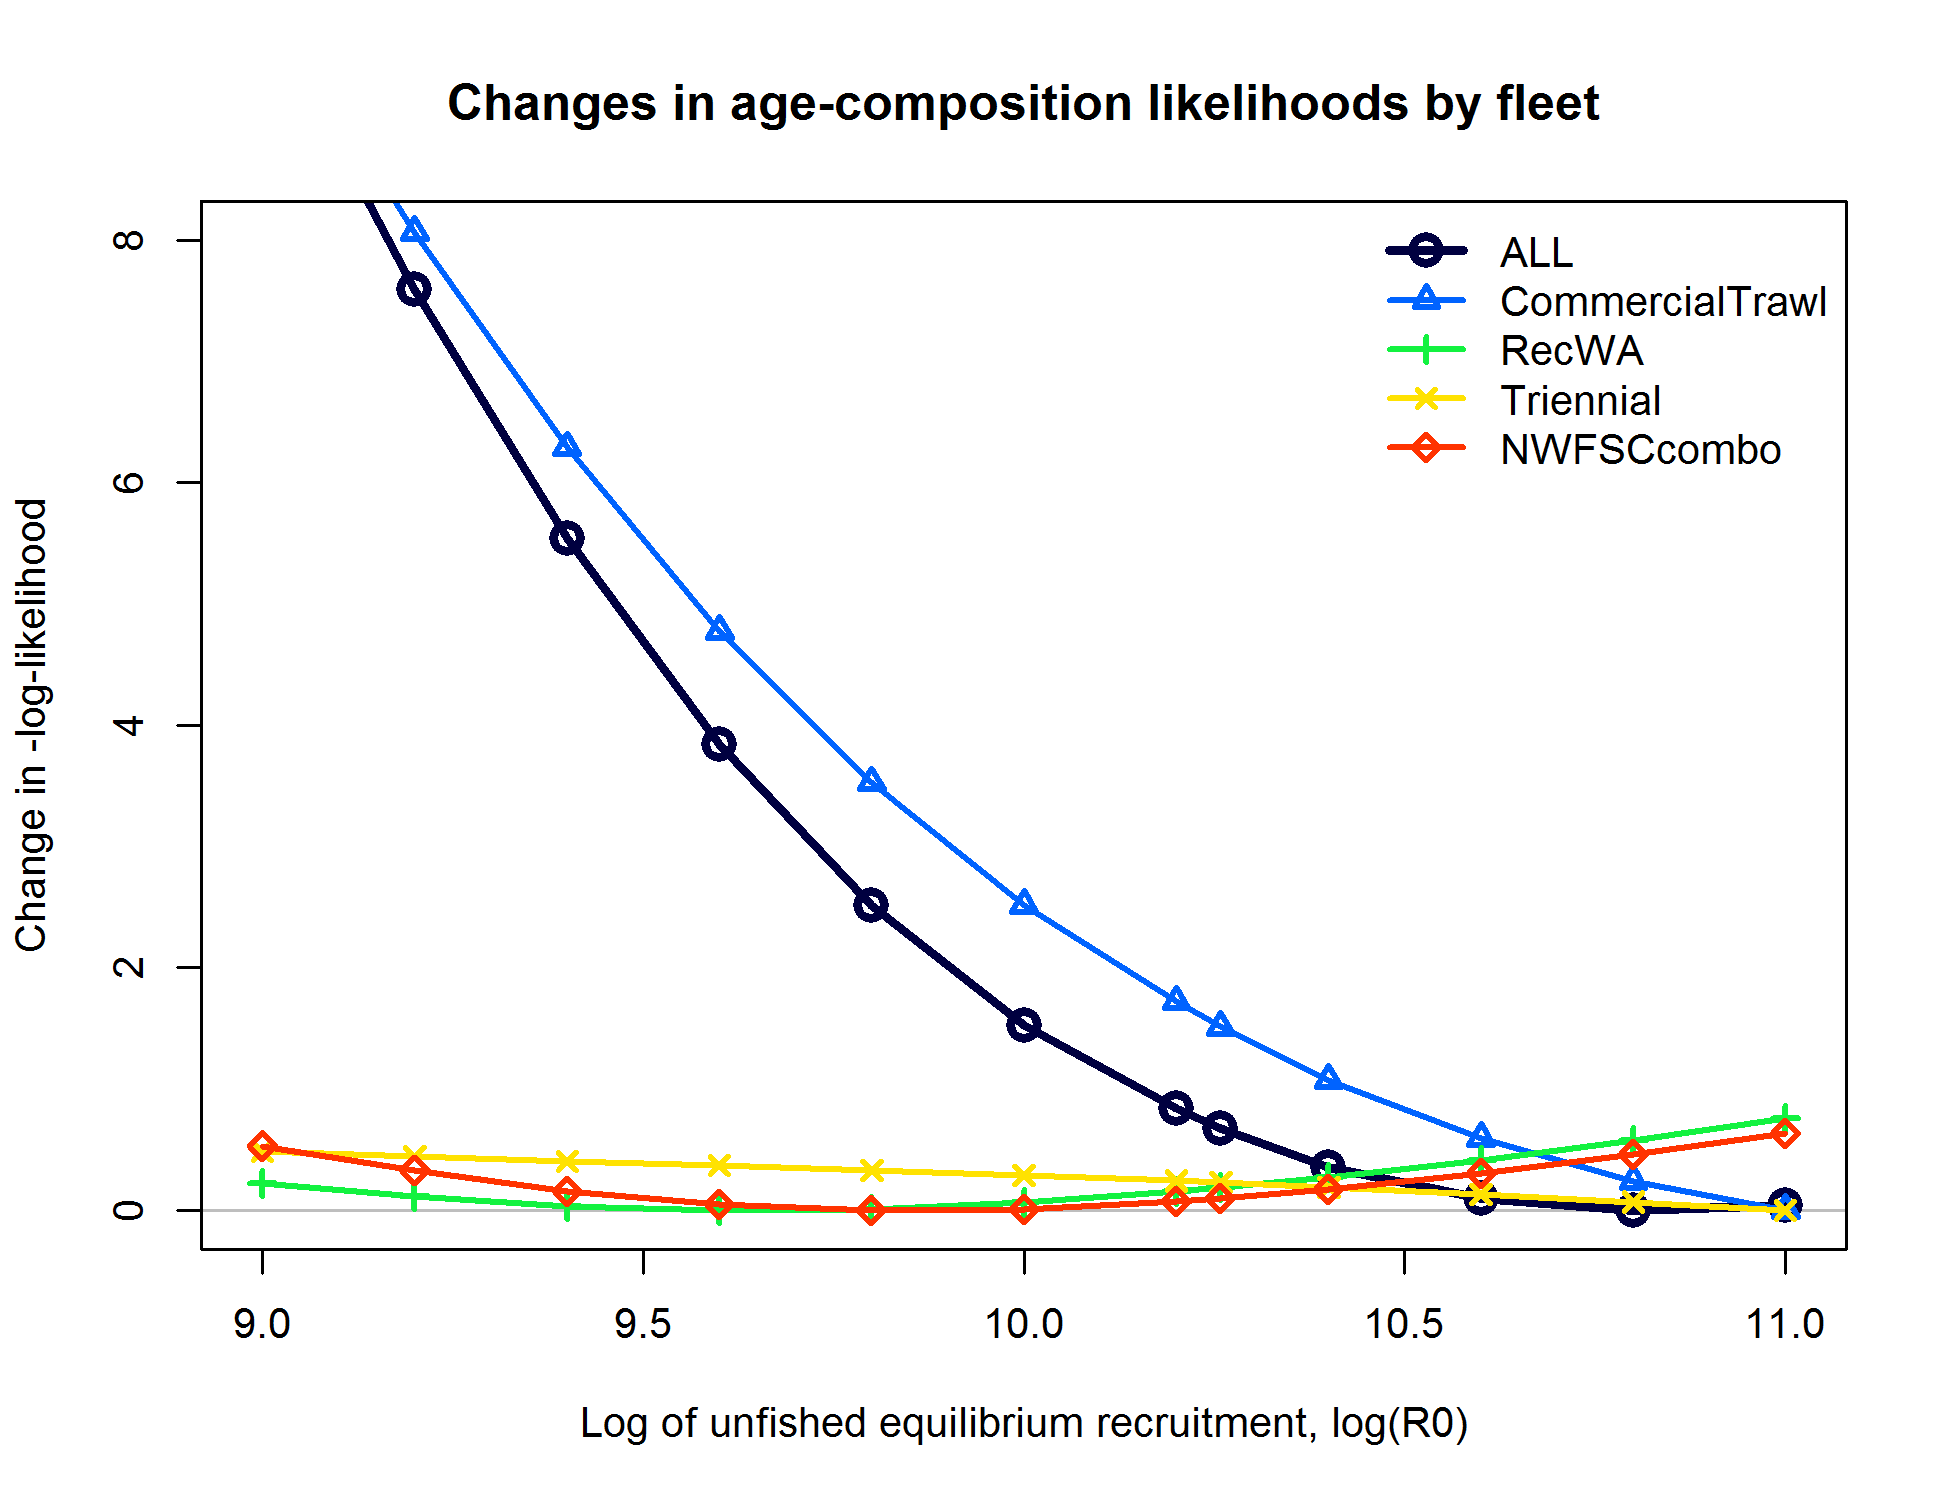 Changes in age-composition likelihoods by fleet
ALL
CommercialTrawl
RecWA
Triennial
NWFSCcombo
Change in -log-likelihood
8
6
4
2
0
9.0 9.5 10.0 10.5 11.0
Log of unfished equilibrium recruitment, log(R0)